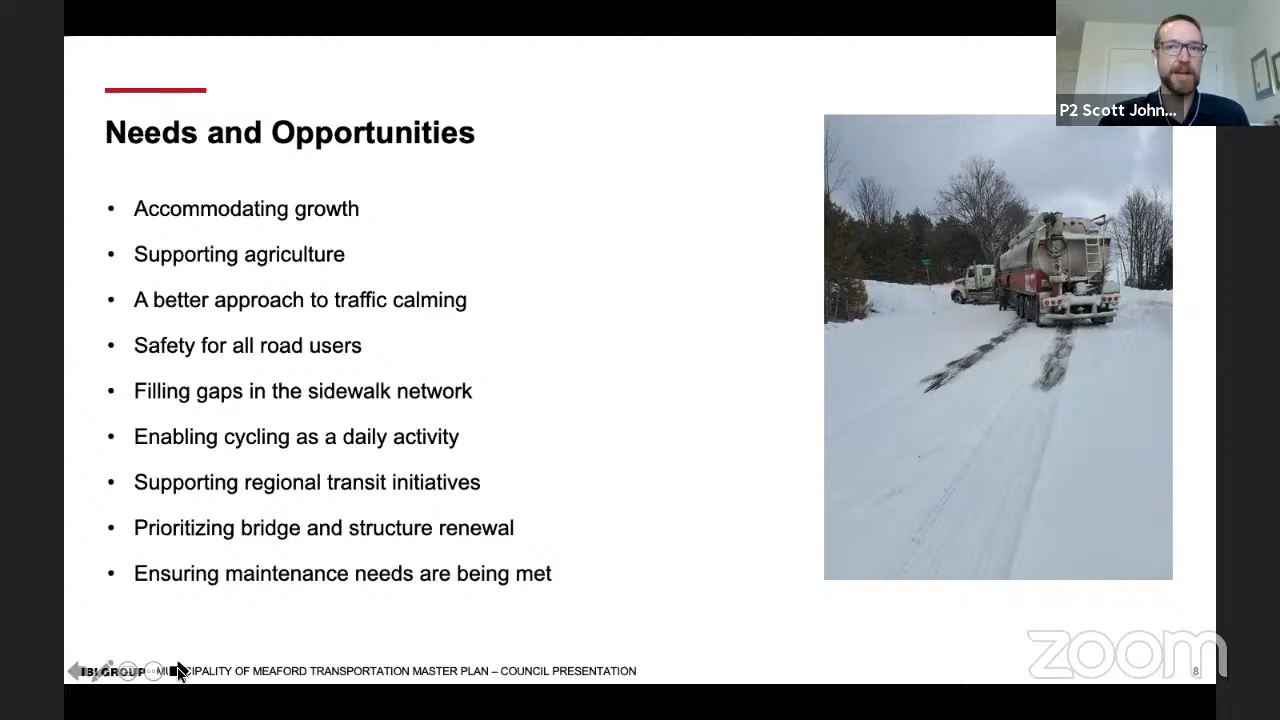 P2 Scott John...
Needs and Opportunities
• Accommodating growth
• Supporting agriculture
• A better approach to traffic calming
• Safety for all road users
• Filling gaps in the sidewalk network
• Enabling cycling as a daily activity
• Supporting regional transit initiatives
• Prioritizing bridge and structure renewal
• Ensuring maintenance needs are being met
zoom
IBI GROUP MUNICIPALITY OF MEAFORD TRANSPORTATION MASTER PLAN – COUNCIL PRESENTATION 8